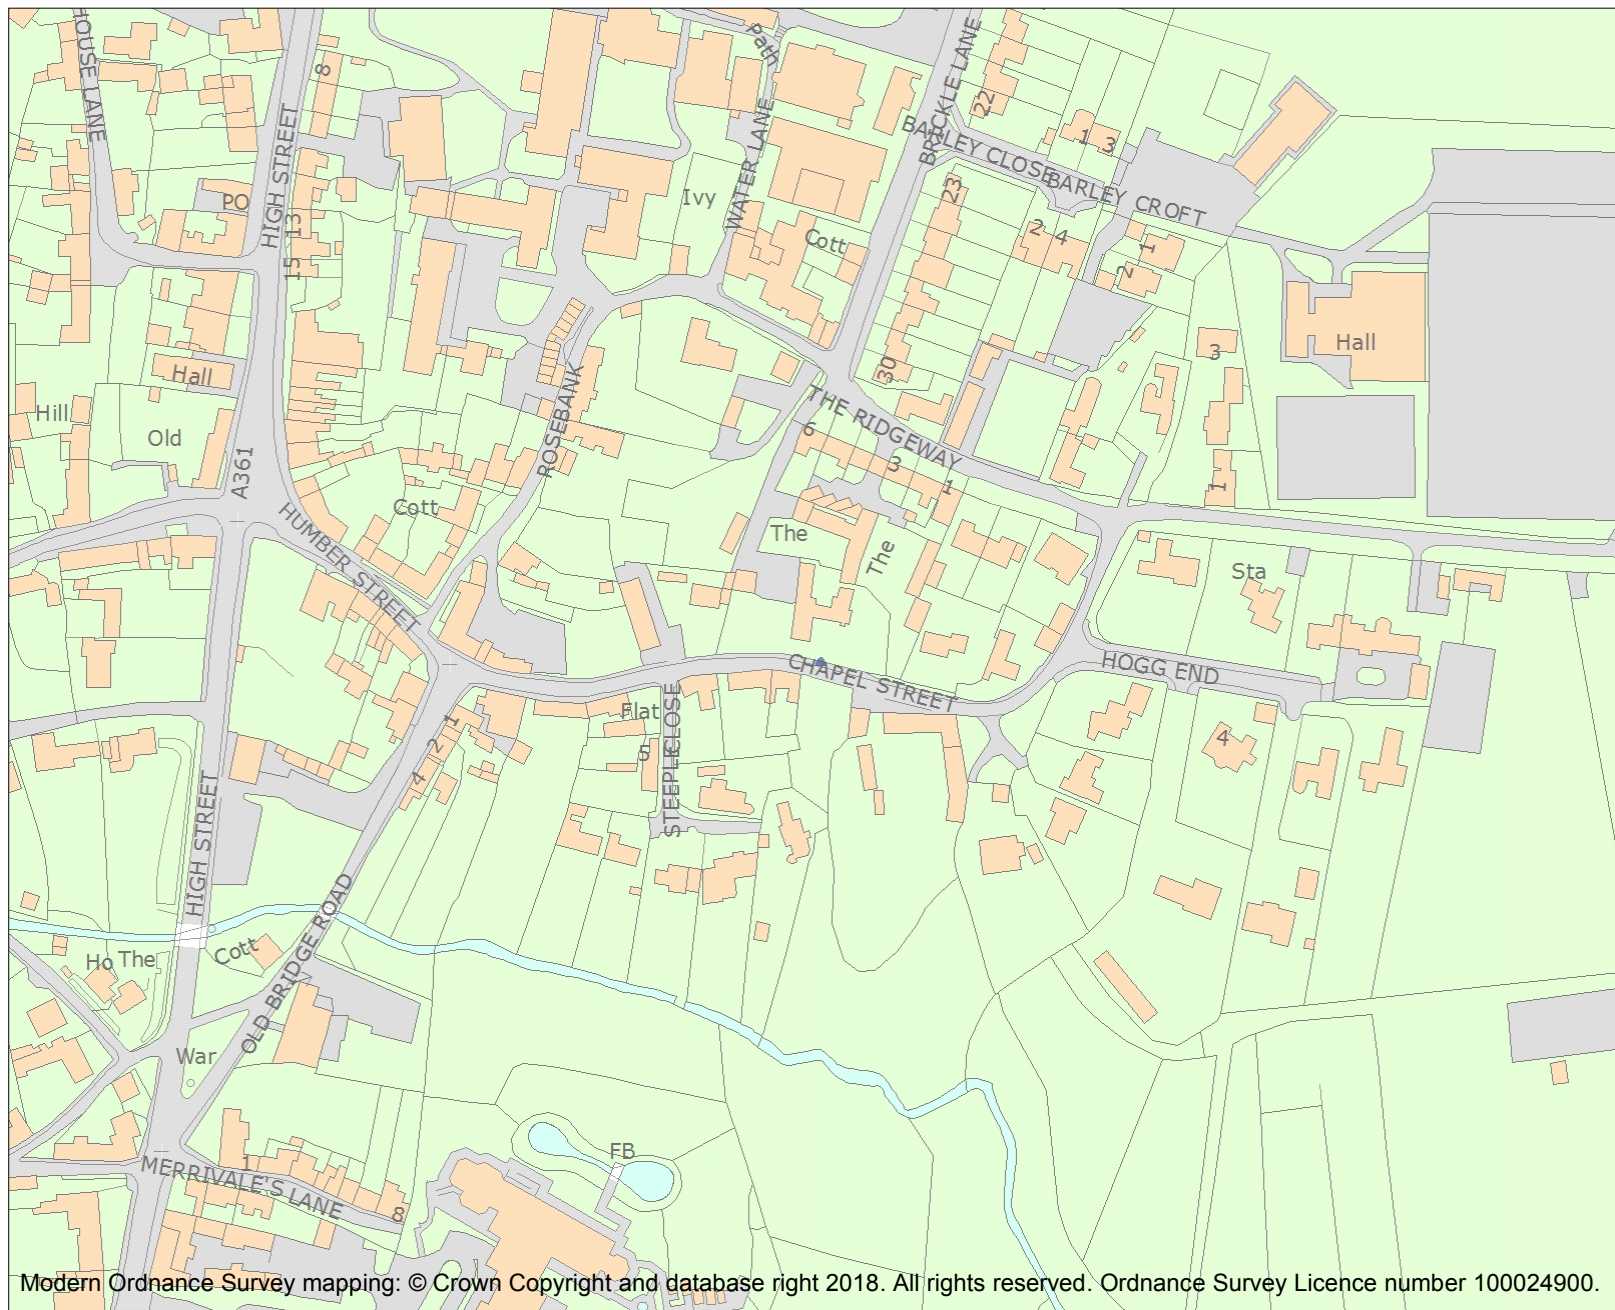 HOUSE LANE
8
Path
BRICKLE LANE
22
BARLEY CLOSE
1
3
HIGH STREET
WATER LANE
PO
Ivy
23
BARLEY CROFT
13
15
Cott
2
4
1
2
Hall
3
Hall
30
Hill
Old
ROSEBANK
THE RIDGEWAY
6
3
1
A361
1
Cott
HUMBER STREET
The
The
Sta
CHAPEL STREET
HOGG END
Flat
1
2
4
5
STEEPLECLOSE
4
HIGH STREET
OLD BRIDGE ROAD
Cott
Ho
The
War
FB
MERRIVALE'S LANE
1
8
Modern Ordnance Survey mapping: © Crown Copyright and database right 2018. All rights reserved. Ordnance Survey Licence number 100024900.